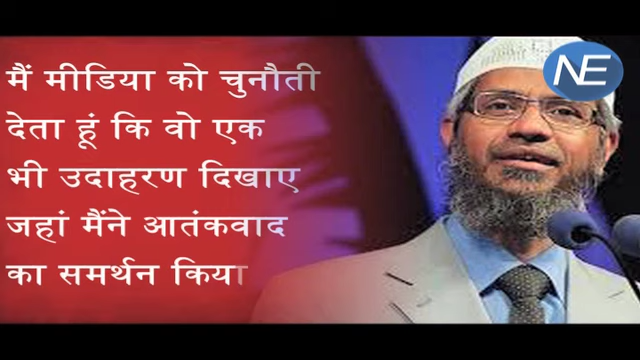 मैं मीडिया को चुनौती
देता हूं कि वो एक
भी उदाहरण दिखाए
जहां मैंने आतंकवाद
का समर्थन किया
NE